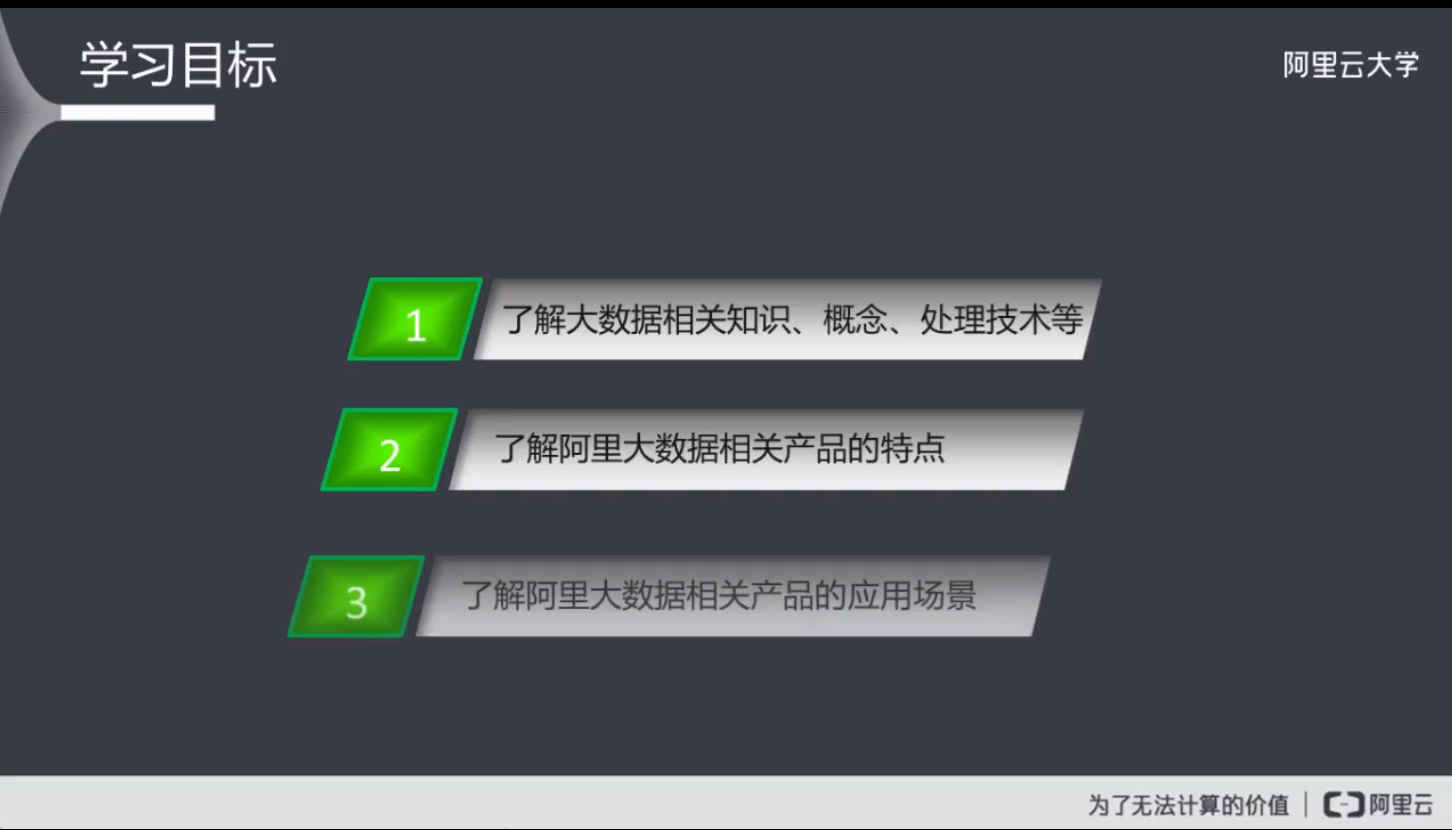 学习目标
阿里云大学
1
了解大数据相关知识、概念、处理技术等
2
了解阿里大数据相关产品的特点
3
了解阿里大数据相关产品的应用场景
为了无法计算的价值 | 阿里云